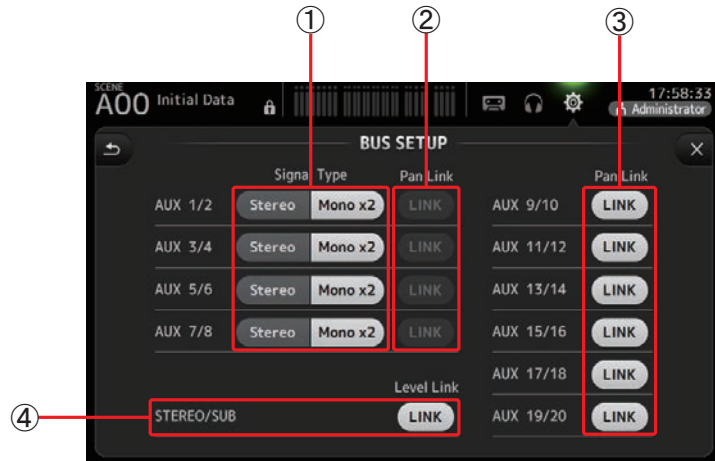 ① ② ③
SCENE
A00 Initial Data
17:58:33
Administrator
BUS SETUP
Signal Type Pan Link Pan Link
AUX 1/2 Stereo Mono x2 LINK AUX 9/10 LINK
AUX 3/4 Stereo Mono x2 LINK AUX 11/12 LINK
AUX 5/6 Stereo Mono x2 LINK AUX 13/14 LINK
AUX 7/8 Stereo Mono x2 LINK AUX 15/16 LINK
AUX 17/18 LINK
Level Link
④ STEREO/SUB LINK AUX 19/20 LINK